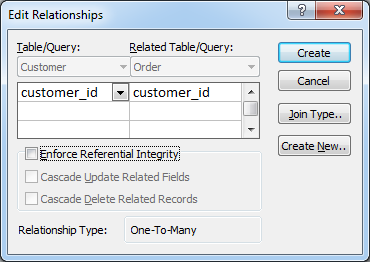 Edit Relationships
?
Table/Query: Related Table/Query:
Customer Order
customer_id customer_id
Enforce Referential Integrity
Cascade Update Related Fields
Cascade Delete Related Records
Relationship Type: One-To-Many
Create
Cancel
Join Type..
Create New..